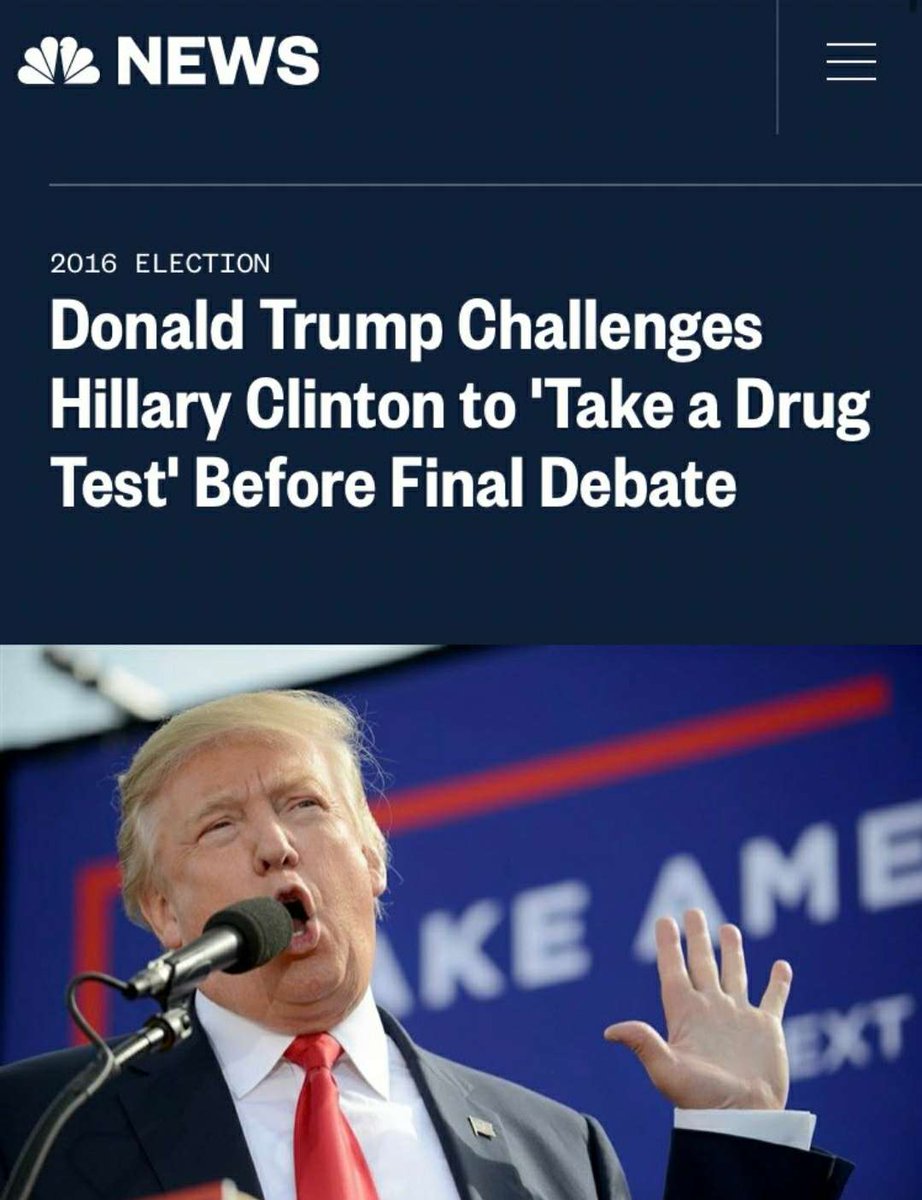 NEWS
2016 ELECTION
Donald Trump Challenges
Hillary Clinton to 'Take a Drug
Test' Before Final Debate
AKE AME
EXT